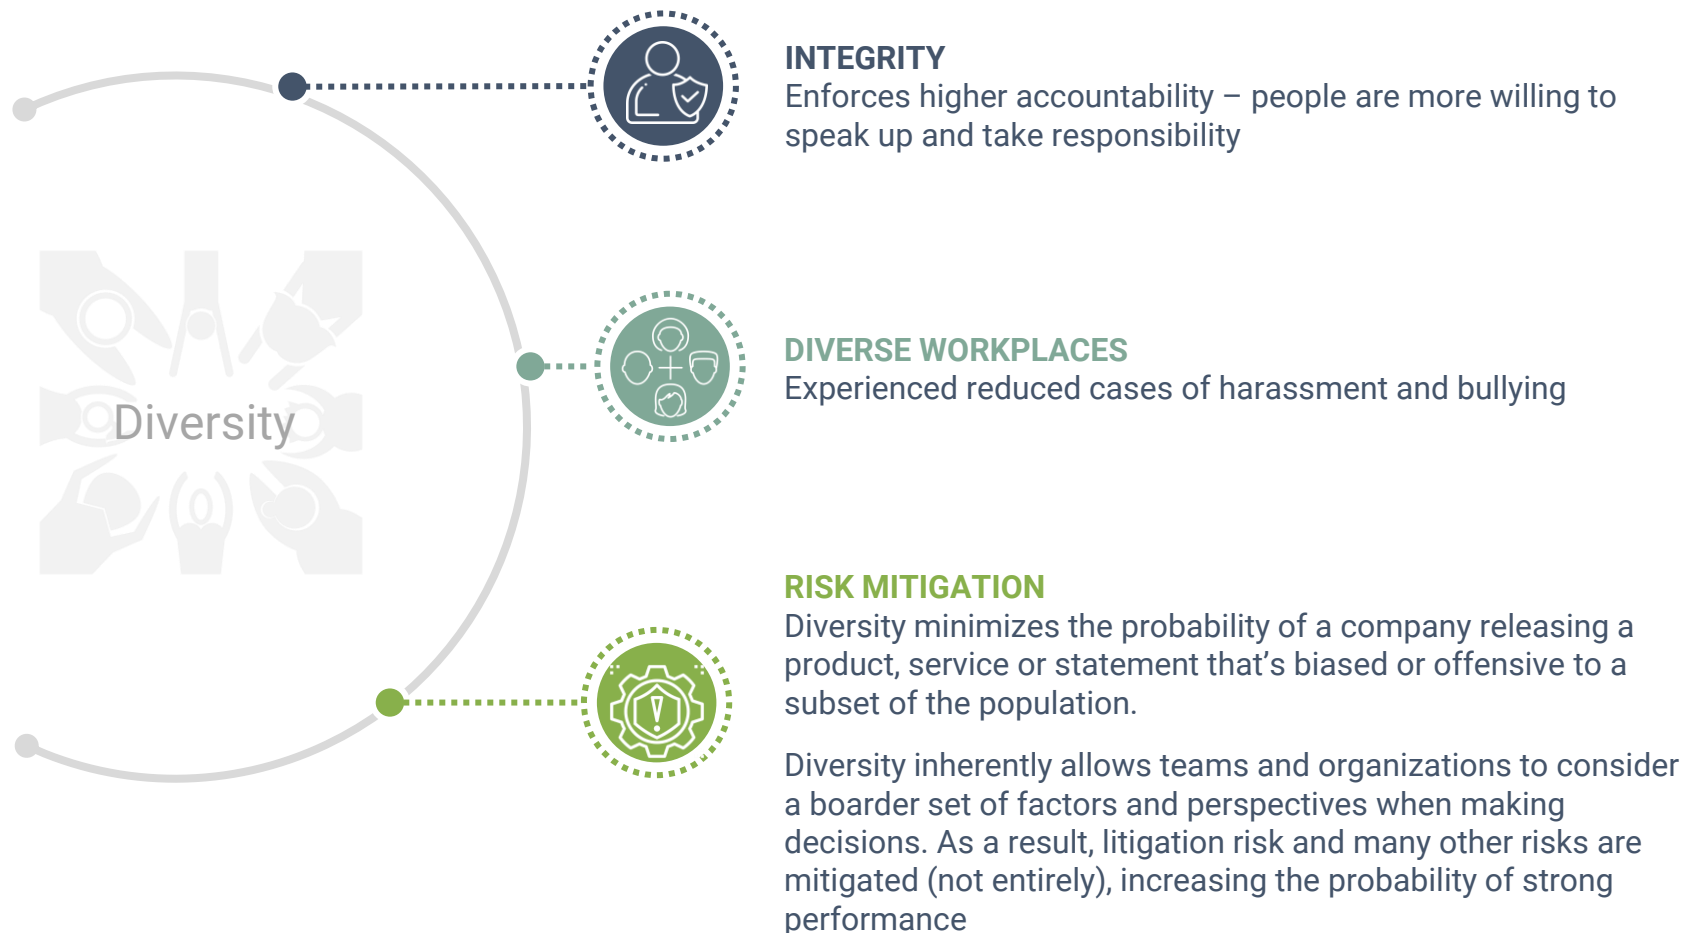 INTEGRITY
Enforces higher accountability – people are more willing to
speak up and take responsibility
Diversity
DIVERSE WORKPLACES
Experienced reduced cases of harassment and bullying
RISK MITIGATION
Diversity minimizes the probability of a company releasing a
product, service or statement that’s biased or offensive to a
subset of the population.
Diversity inherently allows teams and organizations to consider
a boarder set of factors and perspectives when making
decisions. As a result, litigation risk and many other risks are
mitigated (not entirely), increasing the probability of strong
performance